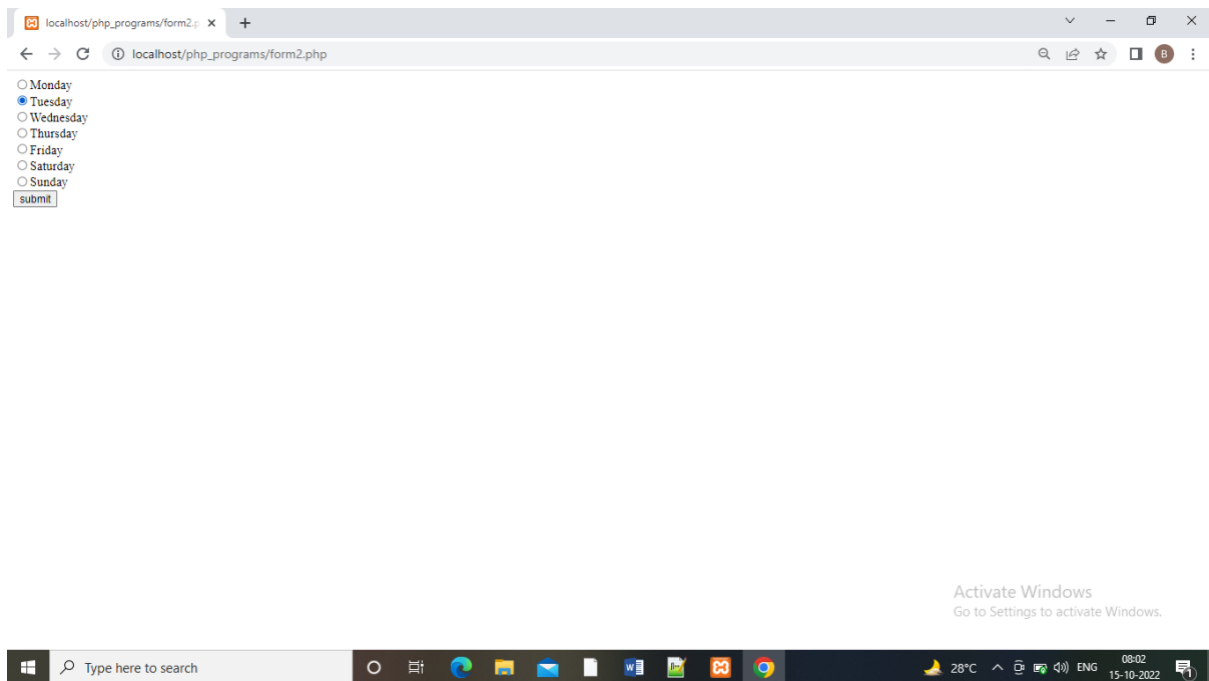 localhost/php_programs/form2.p
localhost/php_programs/form2.php
B
Monday
Tuesday
Wednesday
Thursday
Friday
Saturday
Sunday
submit
Activate Windows
Go to Settings to activate Windows.
Type here to search
28°C
ENG
08:02
15-10-2022
1